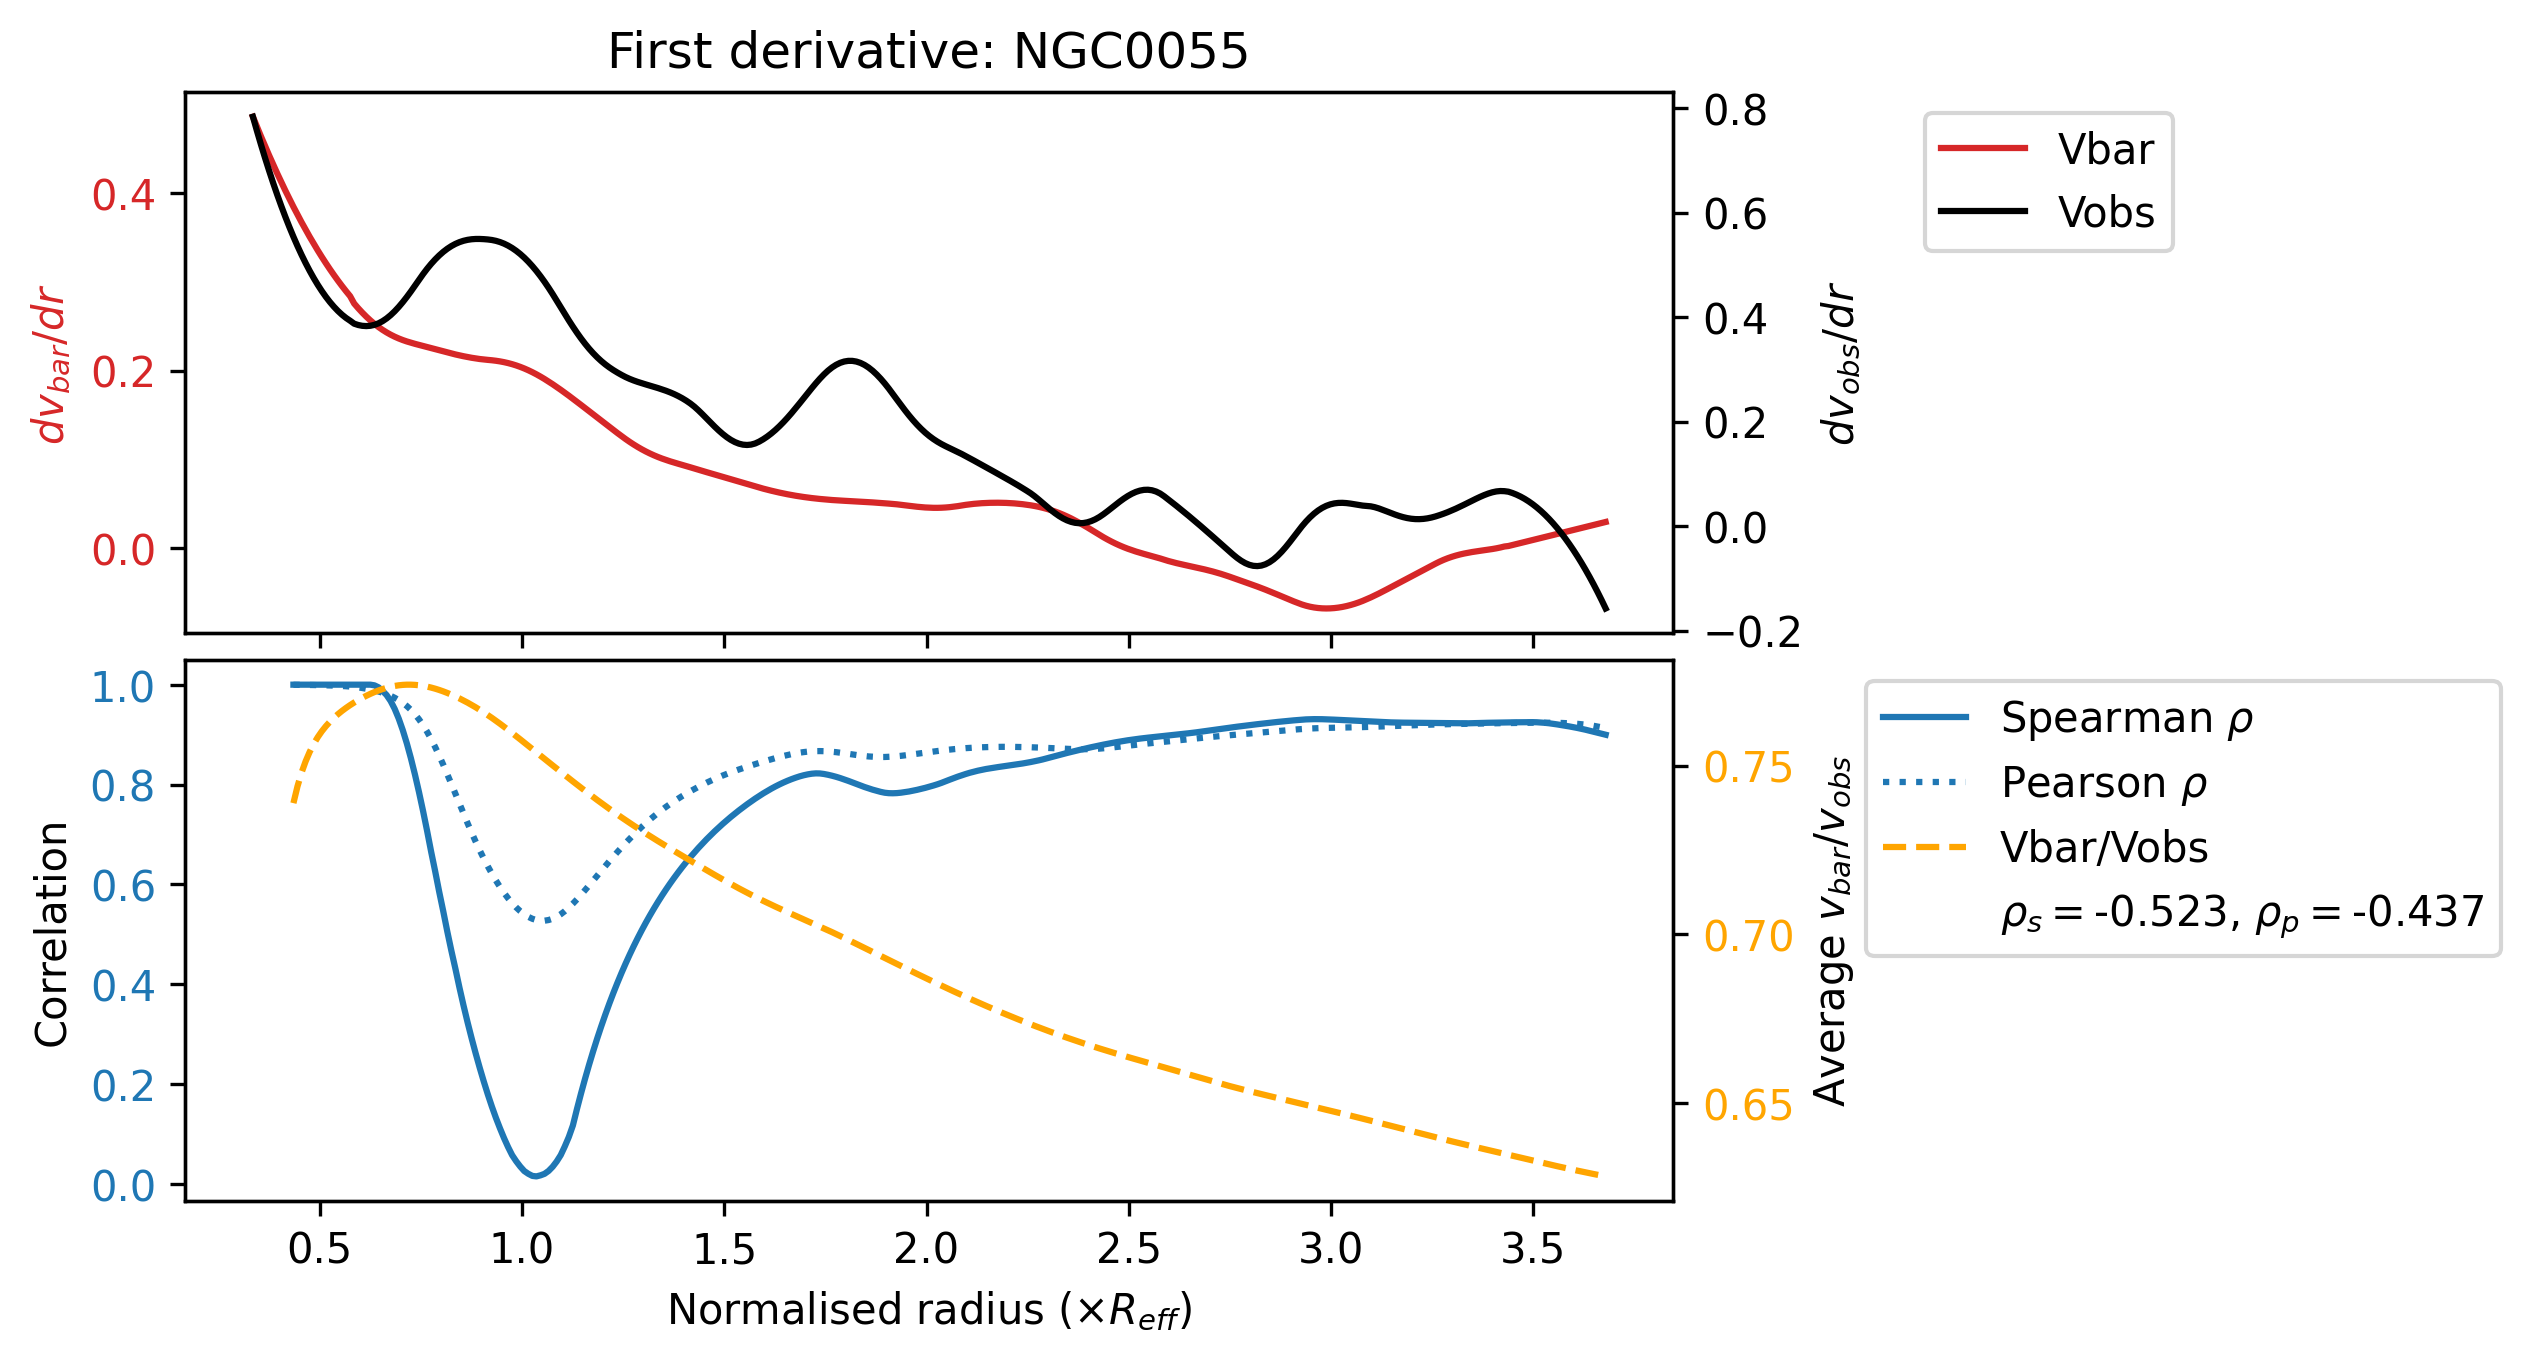 First derivative: NGC0055
0.4
0.2
0.0
dv_bar/dr
0.8
0.6
0.4
0.2
0.0
−0.2
dv_obs/dr
Vbar
Vobs
1.0
0.8
0.6
0.4
0.2
0.0
Correlation
0.75
0.70
0.65
Average v_bar/v_obs
Spearman ρ
Pearson ρ
Vbar/Vobs
ρ_s = -0.523, ρ_p = -0.437
0.5 1.0 1.5 2.0 2.5 3.0 3.5
Normalised radius (×R_eff)